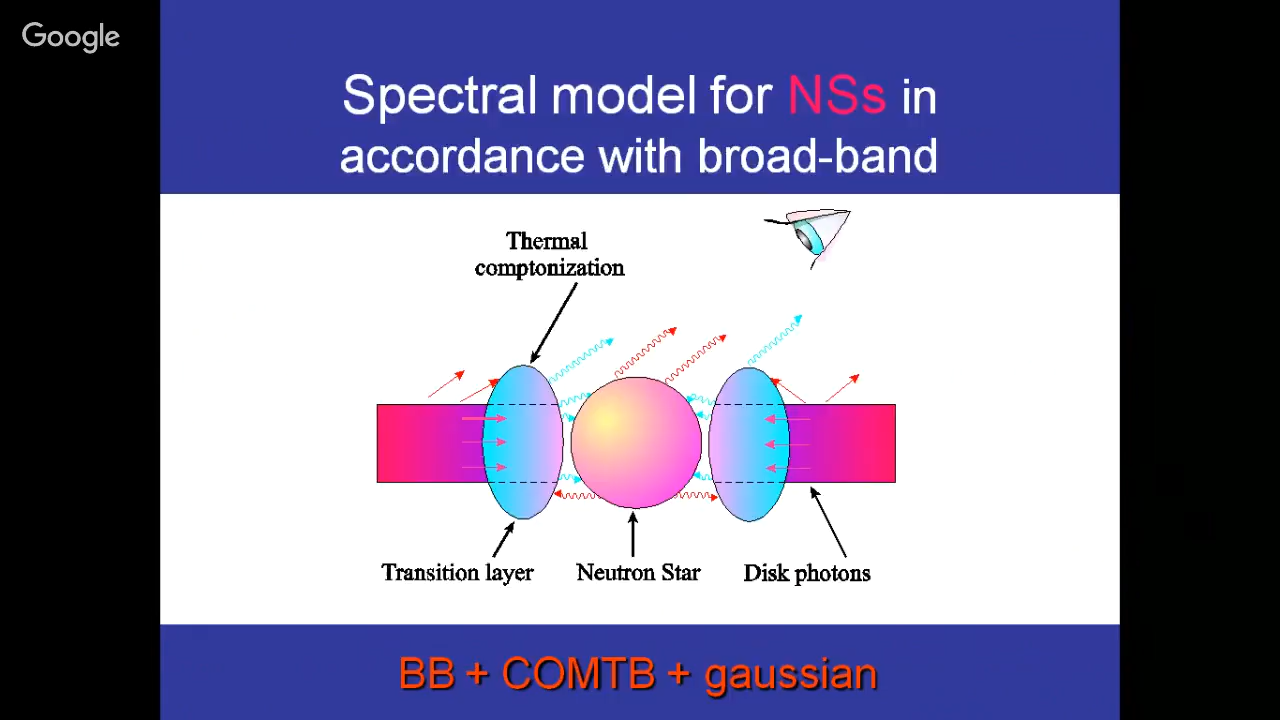 Google
Spectral model for NSs in
accordance with broad-band
Thermal
comptonization
Transition layer
Neutron Star
Disk photons
BB + COMTB + gaussian